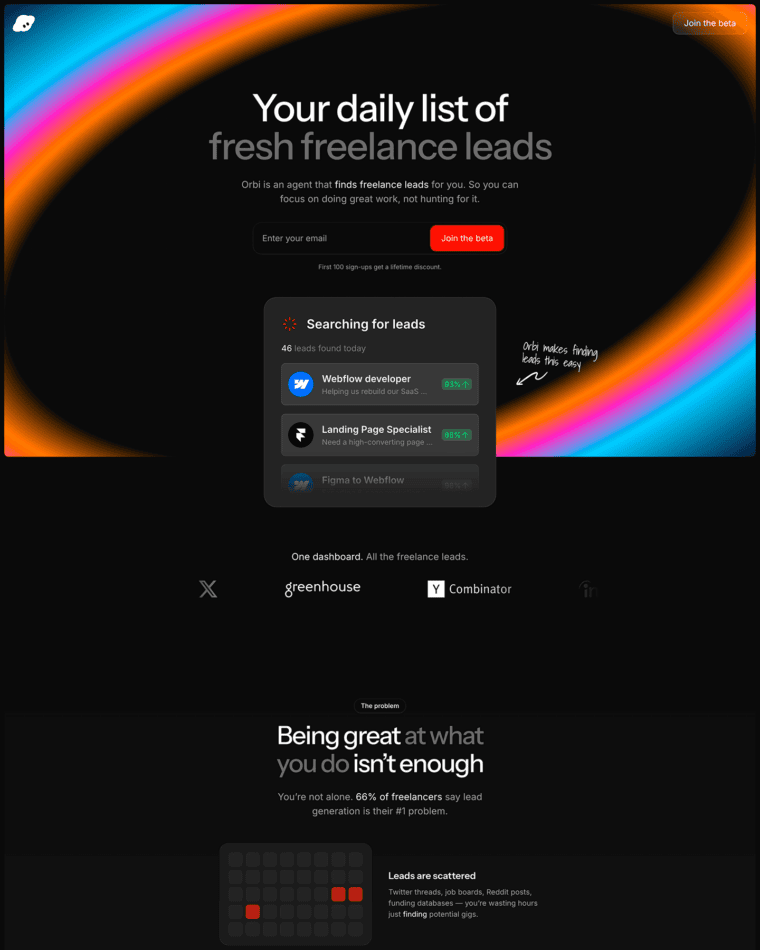 Join the beta
Your daily list of
fresh freelance leads
Orbi is an agent that finds freelance leads for you. So you can
focus on doing great work, not hunting for it.
Enter your email
Join the beta
First 100 sign-ups get a lifetime discount.
Searching for leads
46 leads found today
Webflow developer
Helping us rebuild our SaaS ...
93% ↑
Landing Page Specialist
Need a high-converting page ...
Figma to Webflow
Orbi makes finding
leads this easy
One dashboard. All the freelance leads.
X
greenhouse
Y Combinator
in
The problem
Being great at what
you do isn't enough
You're not alone. 66% of freelancers say lead
generation is their #1 problem.
Leads are scattered
Twitter threads, job boards, Reddit posts,
funding databases — you're wasting hours
just finding potential gigs.